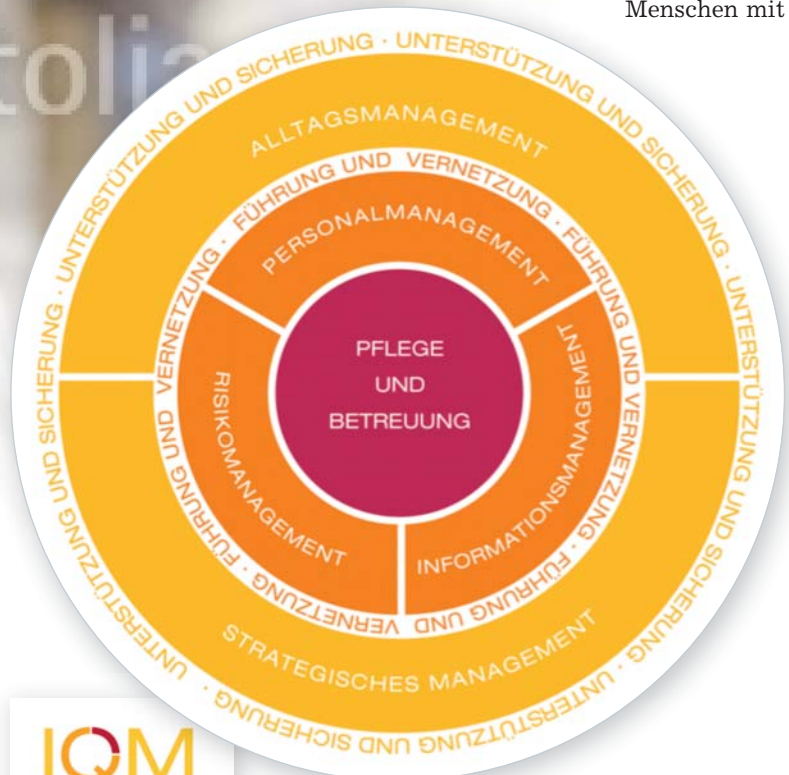 Menschen mit
tolia
UNTERSTÜTZUNG UND SICHERUNG · UNTERSTÜTZUNG UND SICHERUNG · UNTERSTÜTZUNG UND SICHERUNG · UNTERSTÜTZUNG UND SICHERUNG · UNTERSTÜTZUNG UND SICHERUNG ·
ALLTAGSMANAGEMENT
FÜHRUNG UND VERNETZUNG · FÜHRUNG UND VERNETZUNG · FÜHRUNG UND VERNETZUNG · FÜHRUNG UND VERNETZUNG ·
PERSONALMANAGEMENT
PFLEGE
UND
BETREUUNG
RISIKOMANAGEMENT
INFORMATIONSMANAGEMENT
STRATEGISCHES MANAGEMENT
IQM